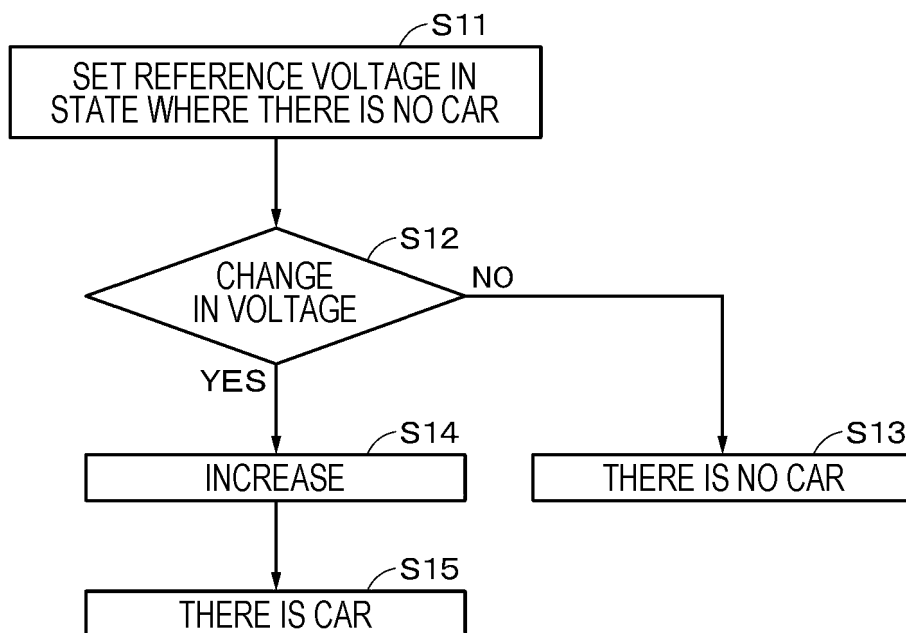 S11
SET REFERENCE VOLTAGE IN
STATE WHERE THERE IS NO CAR
S12
CHANGE
IN VOLTAGE
NO
YES
S14
INCREASE
S13
THERE IS NO CAR
S15
THERE IS CAR